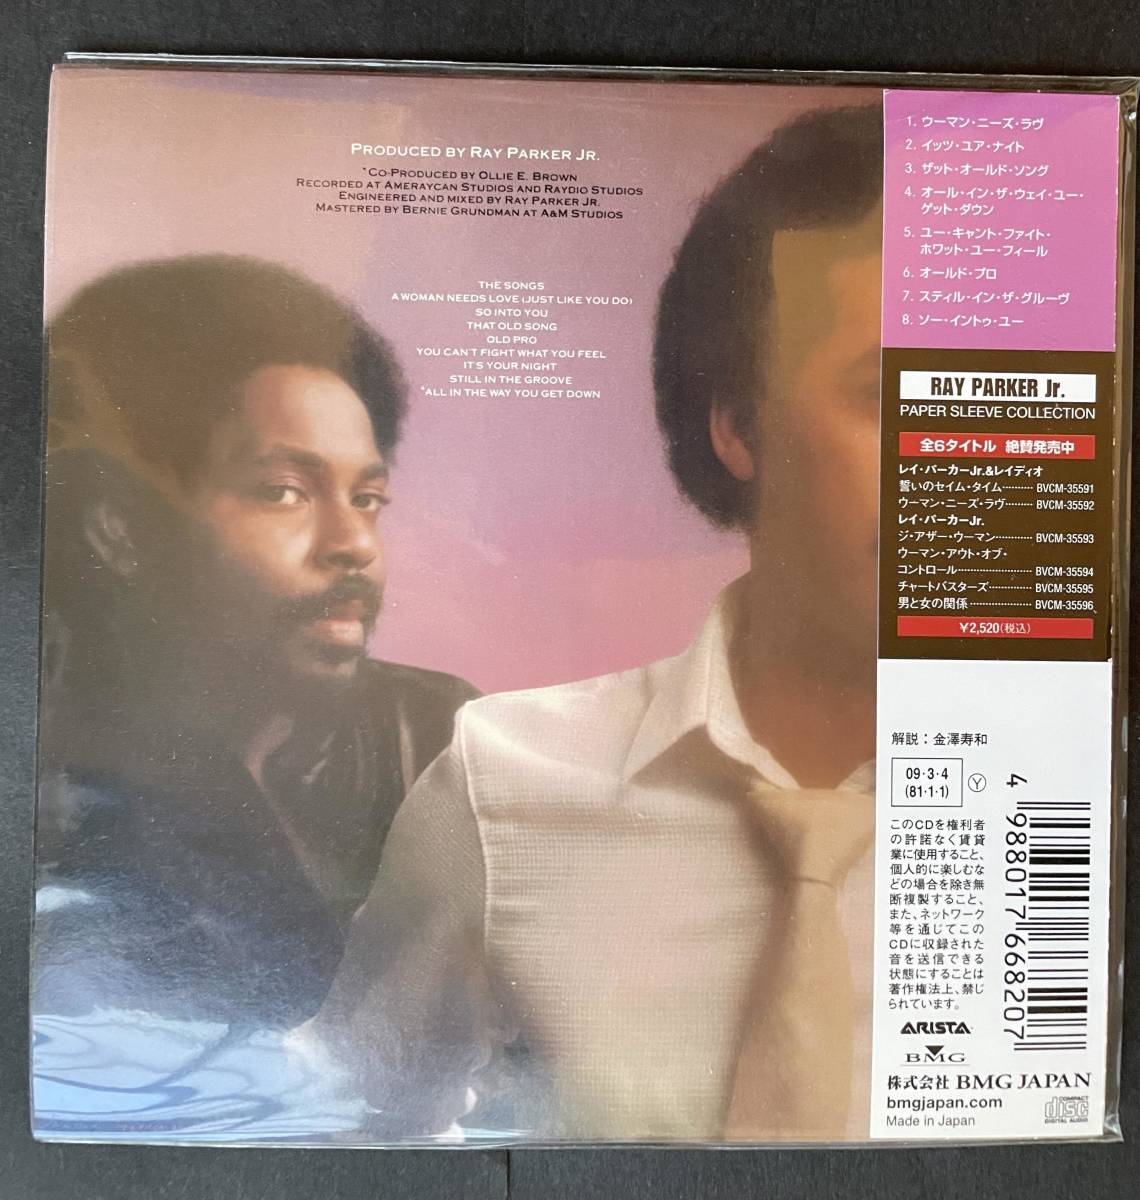 PRODUCED BY RAY PARKER JR.
*CO-PRODUCED BY OLLIE E. BROWN
RECORDED AT AMERAYCAN STUDIOS AND RAYDIO STUDIOS
ENGINEERED AND MIXED BY RAY PARKER JR.
MASTERED BY BERNIE GRUNDMAN AT A&M STUDIOS
THE SONGS
A WOMAN NEEDS LOVE (JUST LIKE YOU DO)
SO INTO YOU
THAT OLD SONG
OLD PRO
YOU CAN'T FIGHT WHAT YOU FEEL
IT'S YOUR NIGHT
STILL IN THE GROOVE
*ALL IN THE WAY YOU GET DOWN
1. ウーマン・ニーズ・ラヴ
2. イッツ・ユア・ナイト
3. ザット・オールド・ソング
4. オール・イン・ザ・ウェイ・ユー・
ゲット・ダウン
5. ユー・キャント・ファイト・
ホワット・ユー・フィール
6. オールド・プロ
7. スティル・イン・ザ・グルーヴ
8. ソー・イントゥ・ユー
RAY PARKER Jr.
PAPER SLEEVE COLLECTION
全6タイトル 絶賛発売中
レイ・パーカーJr.&レイディオ
誓いのセイム・タイム………… BVCM-35591
ウーマン・ニーズ・ラヴ……… BVCM-35592
レイ・パーカーJr.
ジ・アザー・ウーマン………… BVCM-35593
ウーマン・アウト・オブ・
コントロール…………………… BVCM-35594
チャートバスターズ…………… BVCM-35595
男と女の関係………………… BVCM-35596
¥2,520(税込)
解説：金澤寿和
09・3・4
(81・1・1)
Y
このCDを権利者
の許諾なく賃貸
業に使用すること、
個人的に楽しむな
どの場合を除き無
断複製すること、
また、ネットワーク
等を通じてこの
CDに収録された
音を送信できる
状態にすることは
著作権法上、禁じ
られています。
4 988017 668207
ARISTA
BMG
株式会社 BMG JAPAN
bmgjapan.com
Made in Japan
COMPACT
disc
DIGITAL AUDIO